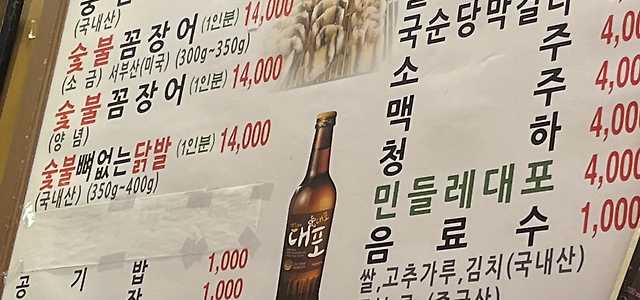 (국내산) (1인분) 14,000
숯불꼼장어(1인분) 14,000
(소금) 서부산(미국) (300g~350g)
숯불꼼장어(1인분) 14,000
(양념)
숯불뼈없는닭발 (1인분) 14,000
(국내산) (350g~400g)
공기밥 1,000
1,000
대포
국순당막걸리
소주 4,000
맥주 4,000
청하 4,000
민들레대포 4,000
음료수 1,000
쌀,고추가루,김치(국내산)